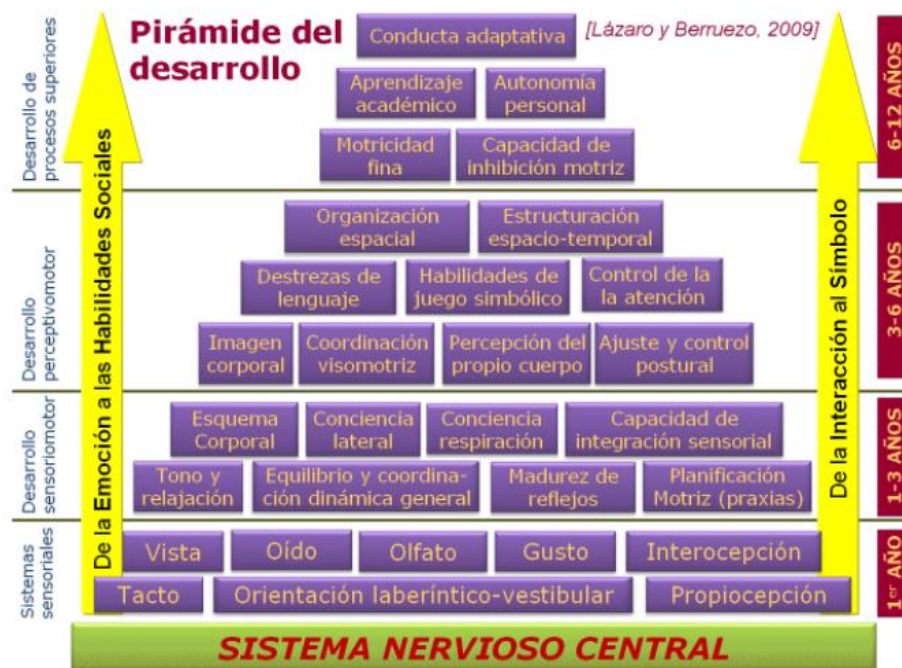 Pirámide del
desarrollo
[Lázaro y Berruezo, 2009]
Conducta adaptativa
Aprendizaje
académico
Autonomía
personal
Motricidad
fina
Capacidad de
inhibición motriz
Desarrollo de
procesos superiores
6-12 AÑOS
Organización
espacial
Estructuración
espacio-temporal
Destrezas de
lenguaje
Habilidades de
juego simbólico
Control de la
la atención
Imagen
corporal
Coordinación
visomotriz
Percepción del
propio cuerpo
Ajuste y control
postural
Desarrollo
perceptivomotor
3-6 AÑOS
Esquema
Corporal
Conciencia
lateral
Conciencia
respiración
Capacidad de
integración sensorial
Tono y
relajación
Equilibrio y coordina-
ción dinámica general
Madurez de
reflejos
Planificación
Motriz (praxias)
Desarrollo
sensoriomotor
1-3 AÑOS
Vista
Oído
Olfato
Gusto
Interocepción
Tacto
Orientación laberíntico-vestibular
Propiocepción
Sistemas
sensoriales
1er AÑO
De la Emoción a las Habilidades Sociales
De la Interacción al Símbolo
SISTEMA NERVIOSO CENTRAL